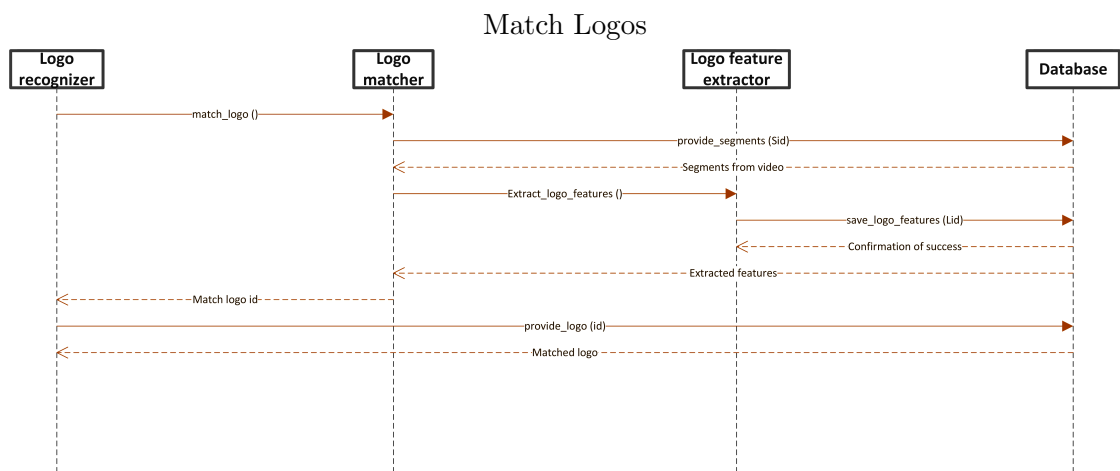 Match Logos
Logo
recognizer
Logo
matcher
Logo feature
extractor
Database
match_logo ()
provide_segments (Sid)
Segments from video
Extract_logo_features ()
save_logo_features (Lid)
Confirmation of success
Extracted features
Match logo id
provide_logo (id)
Matched logo